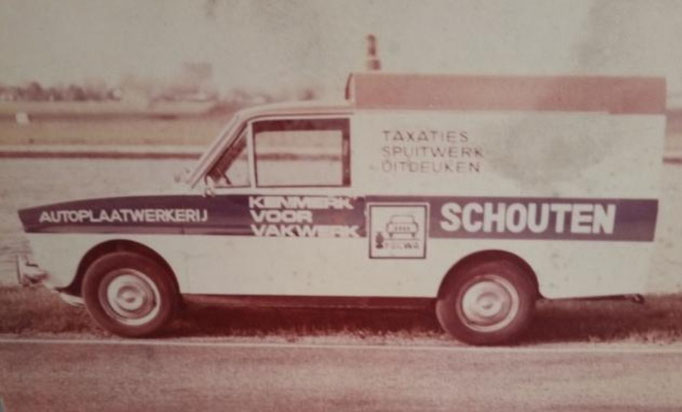 TAXATIES
SPUITWERK
UITDEUKEN
AUTOPLAATWERKERIJ
KENMERK
VOOR
VAKWERK
SCHOUTEN